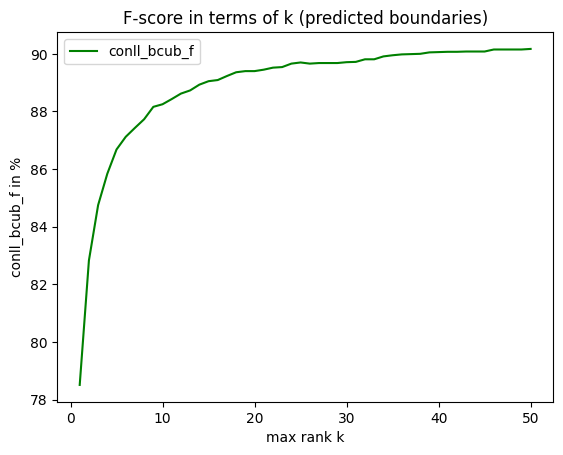 F-score in terms of k (predicted boundaries)
conll_bcub_f
conll_bcub_f in %
90
88
86
84
82
80
78
0 10 20 30 40 50
max rank k